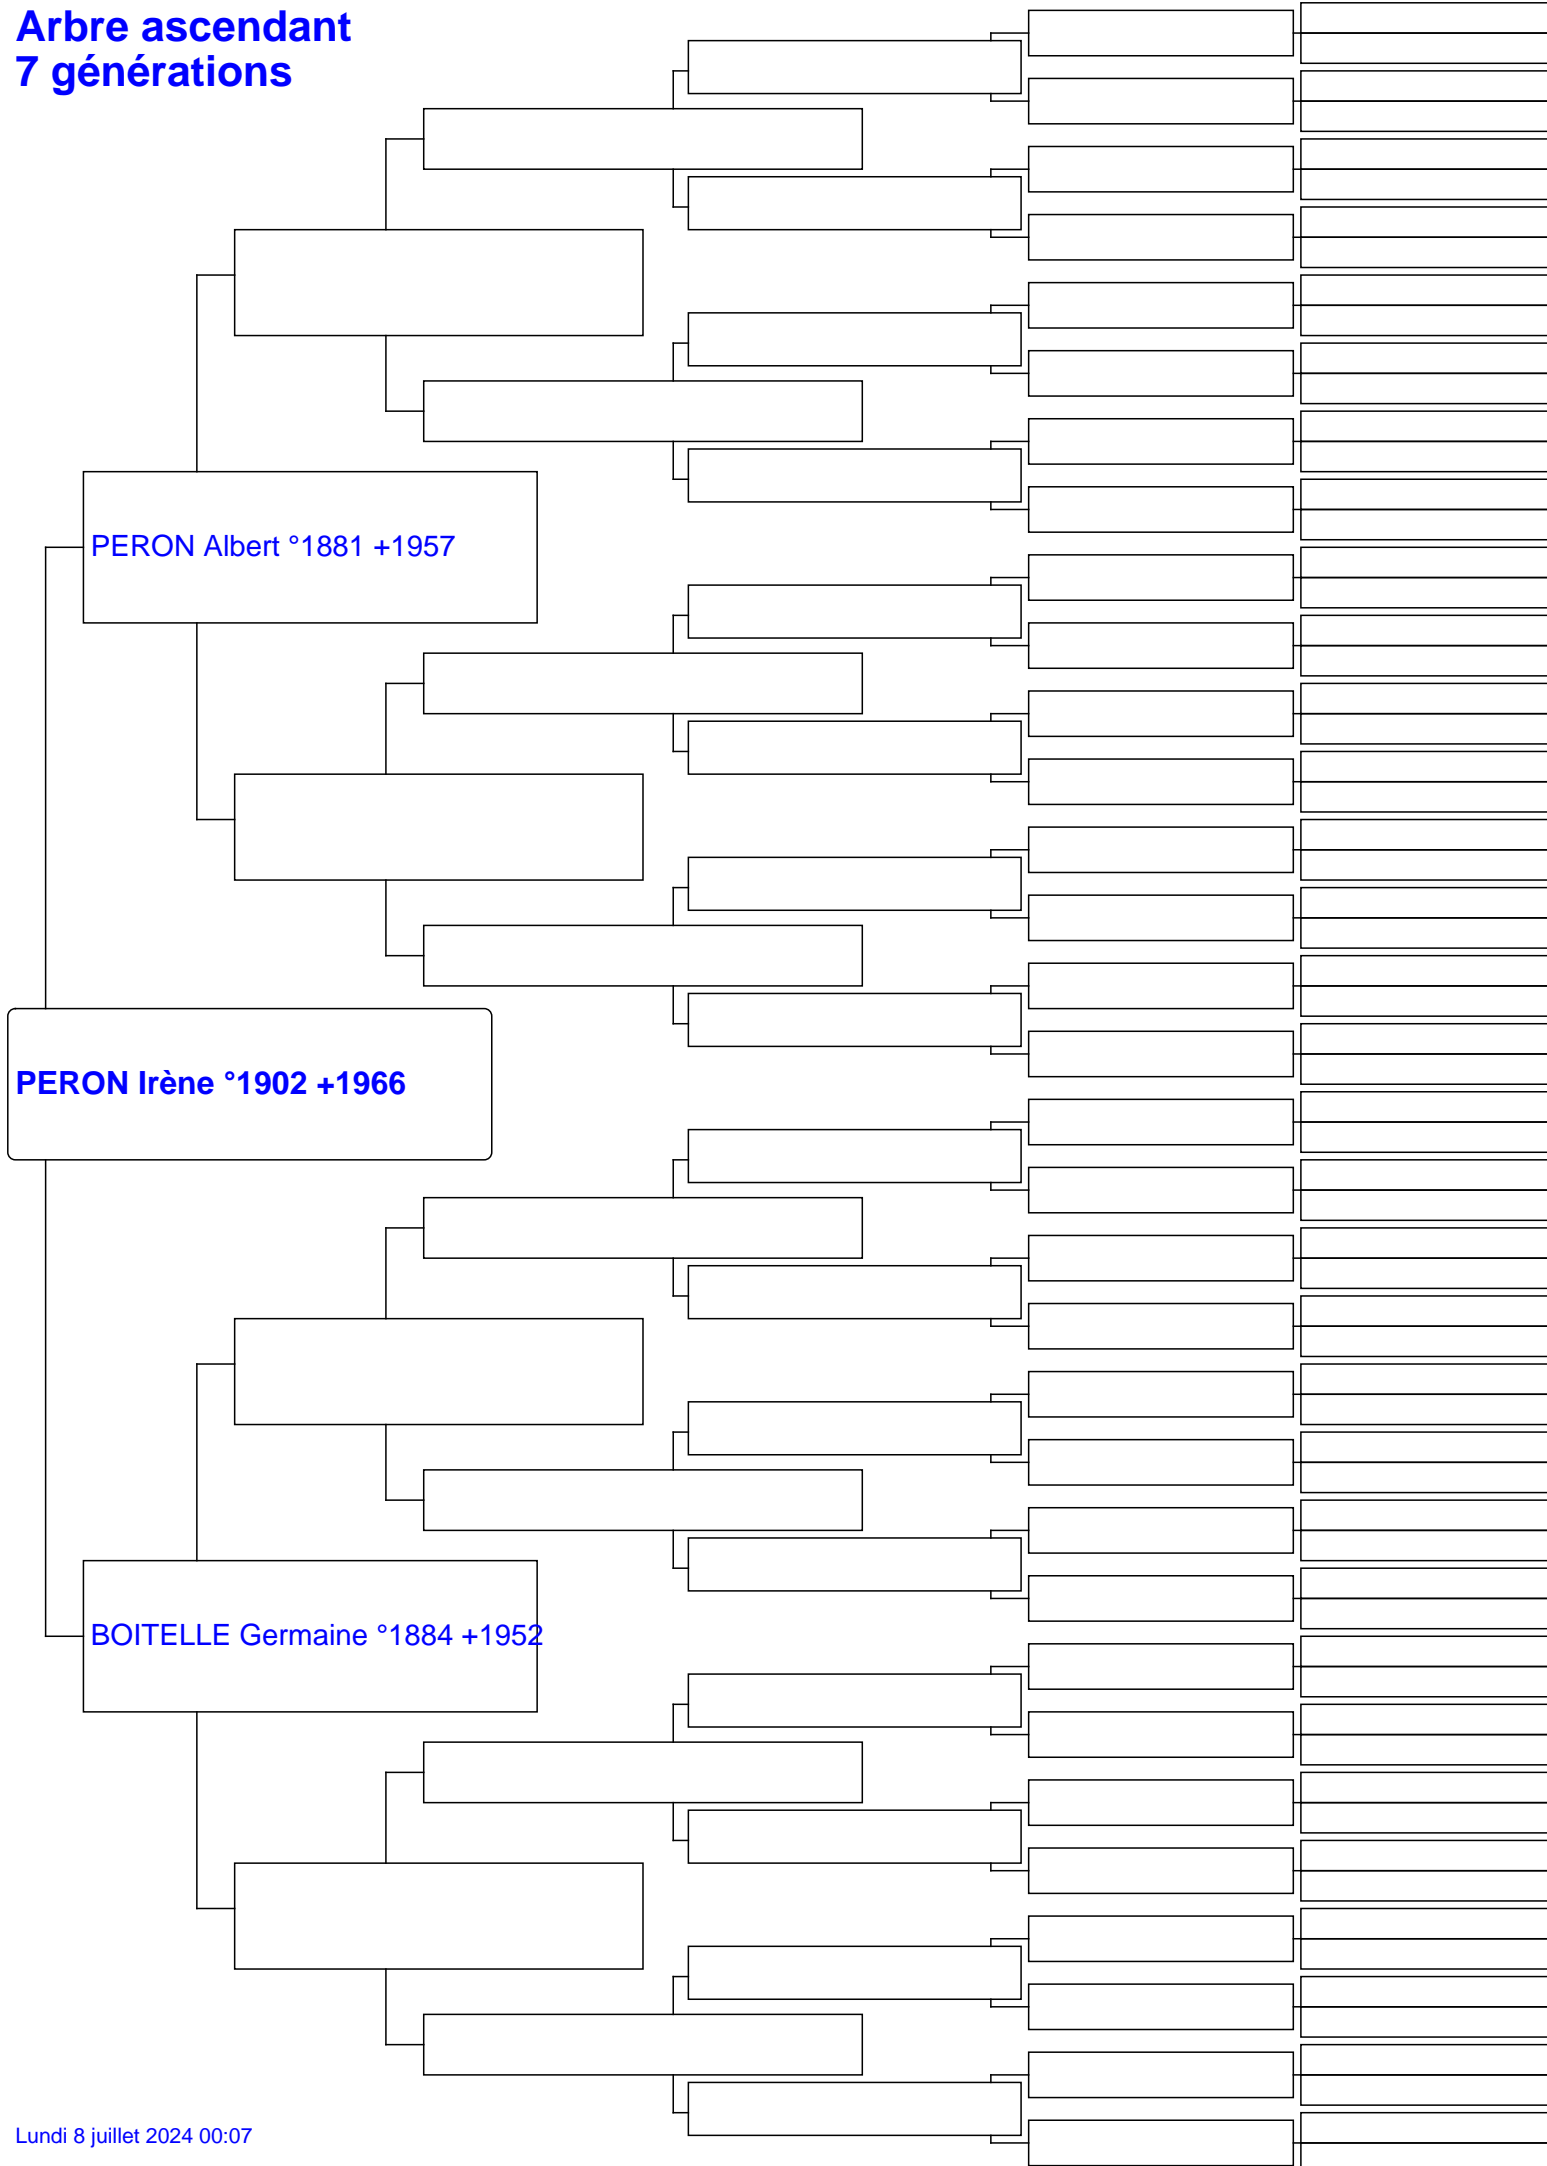 Arbre ascendant
7 générations
PERON Albert °1881 +1957
PERON Irène °1902 +1966
BOITELLE Germaine °1884 +1952
Lundi 8 juillet 2024 00:07